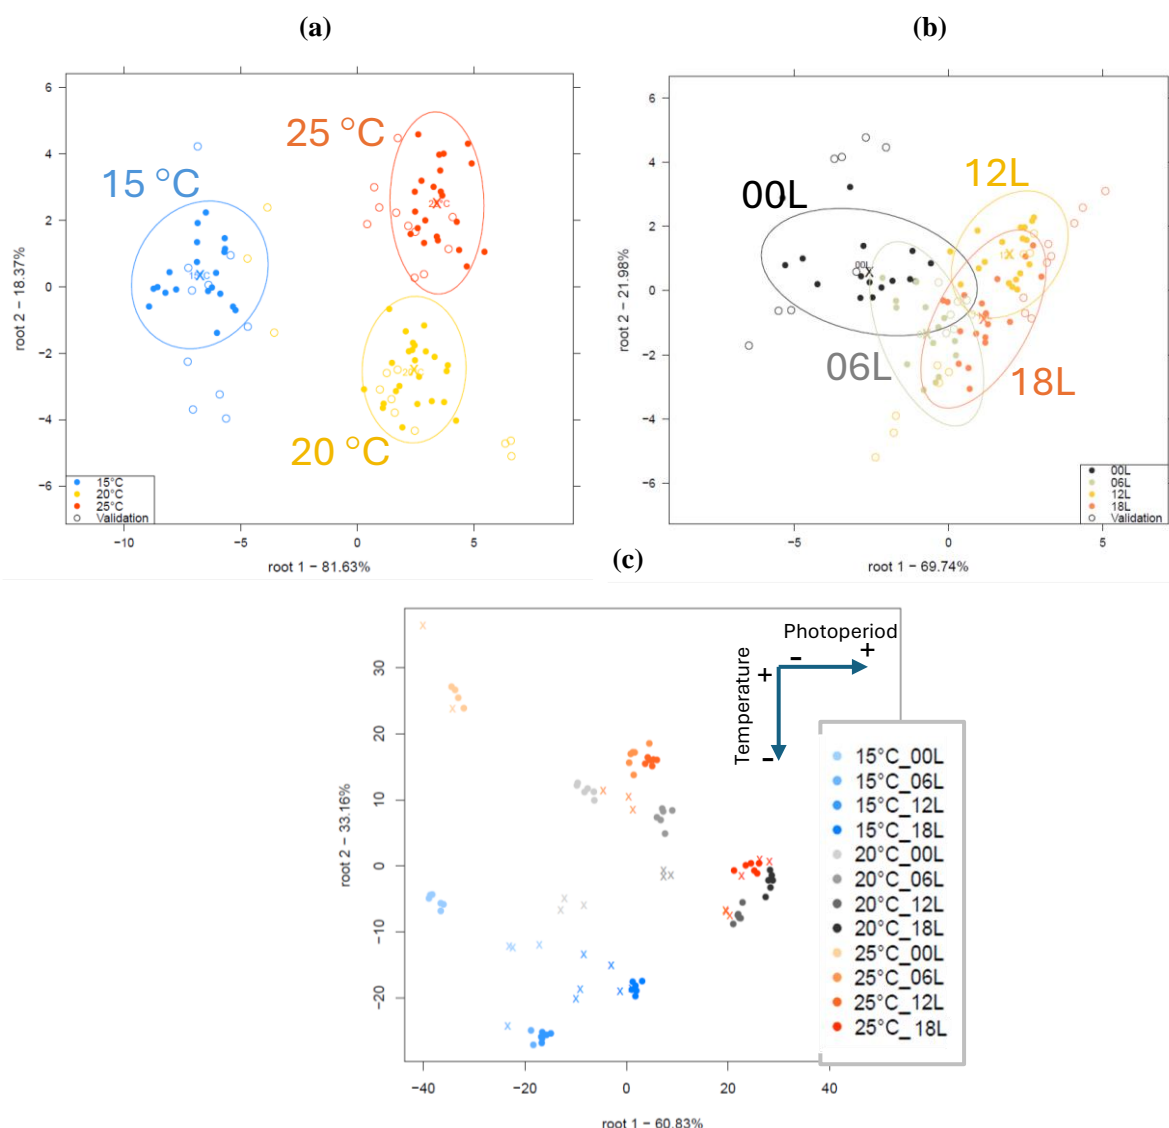 (a)
(b)
15 °C
25 °C
20 °C
15°C
25°C
20°C
6
4
2
0
−2
−4
−6
root 2 − 18.37%
15°C
20°C
25°C
Validation
−10
−5
0
5
root 1 − 81.63%
00L
12L
06L
18L
00L
6
4
2
0
−2
−4
−6
root 2 − 21.98%
00L
06L
12L
18L
Validation
−5
0
5
root 1 − 69.74%
(c)
Photoperiod
− +
Temperature
+
−
30
20
10
0
−10
−20
root 2 − 33.16%
15°C_00L
15°C_06L
15°C_12L
15°C_18L
20°C_00L
20°C_06L
20°C_12L
20°C_18L
25°C_00L
25°C_06L
25°C_12L
25°C_18L
−40
−20
0
20
40
root 1 − 60.83%